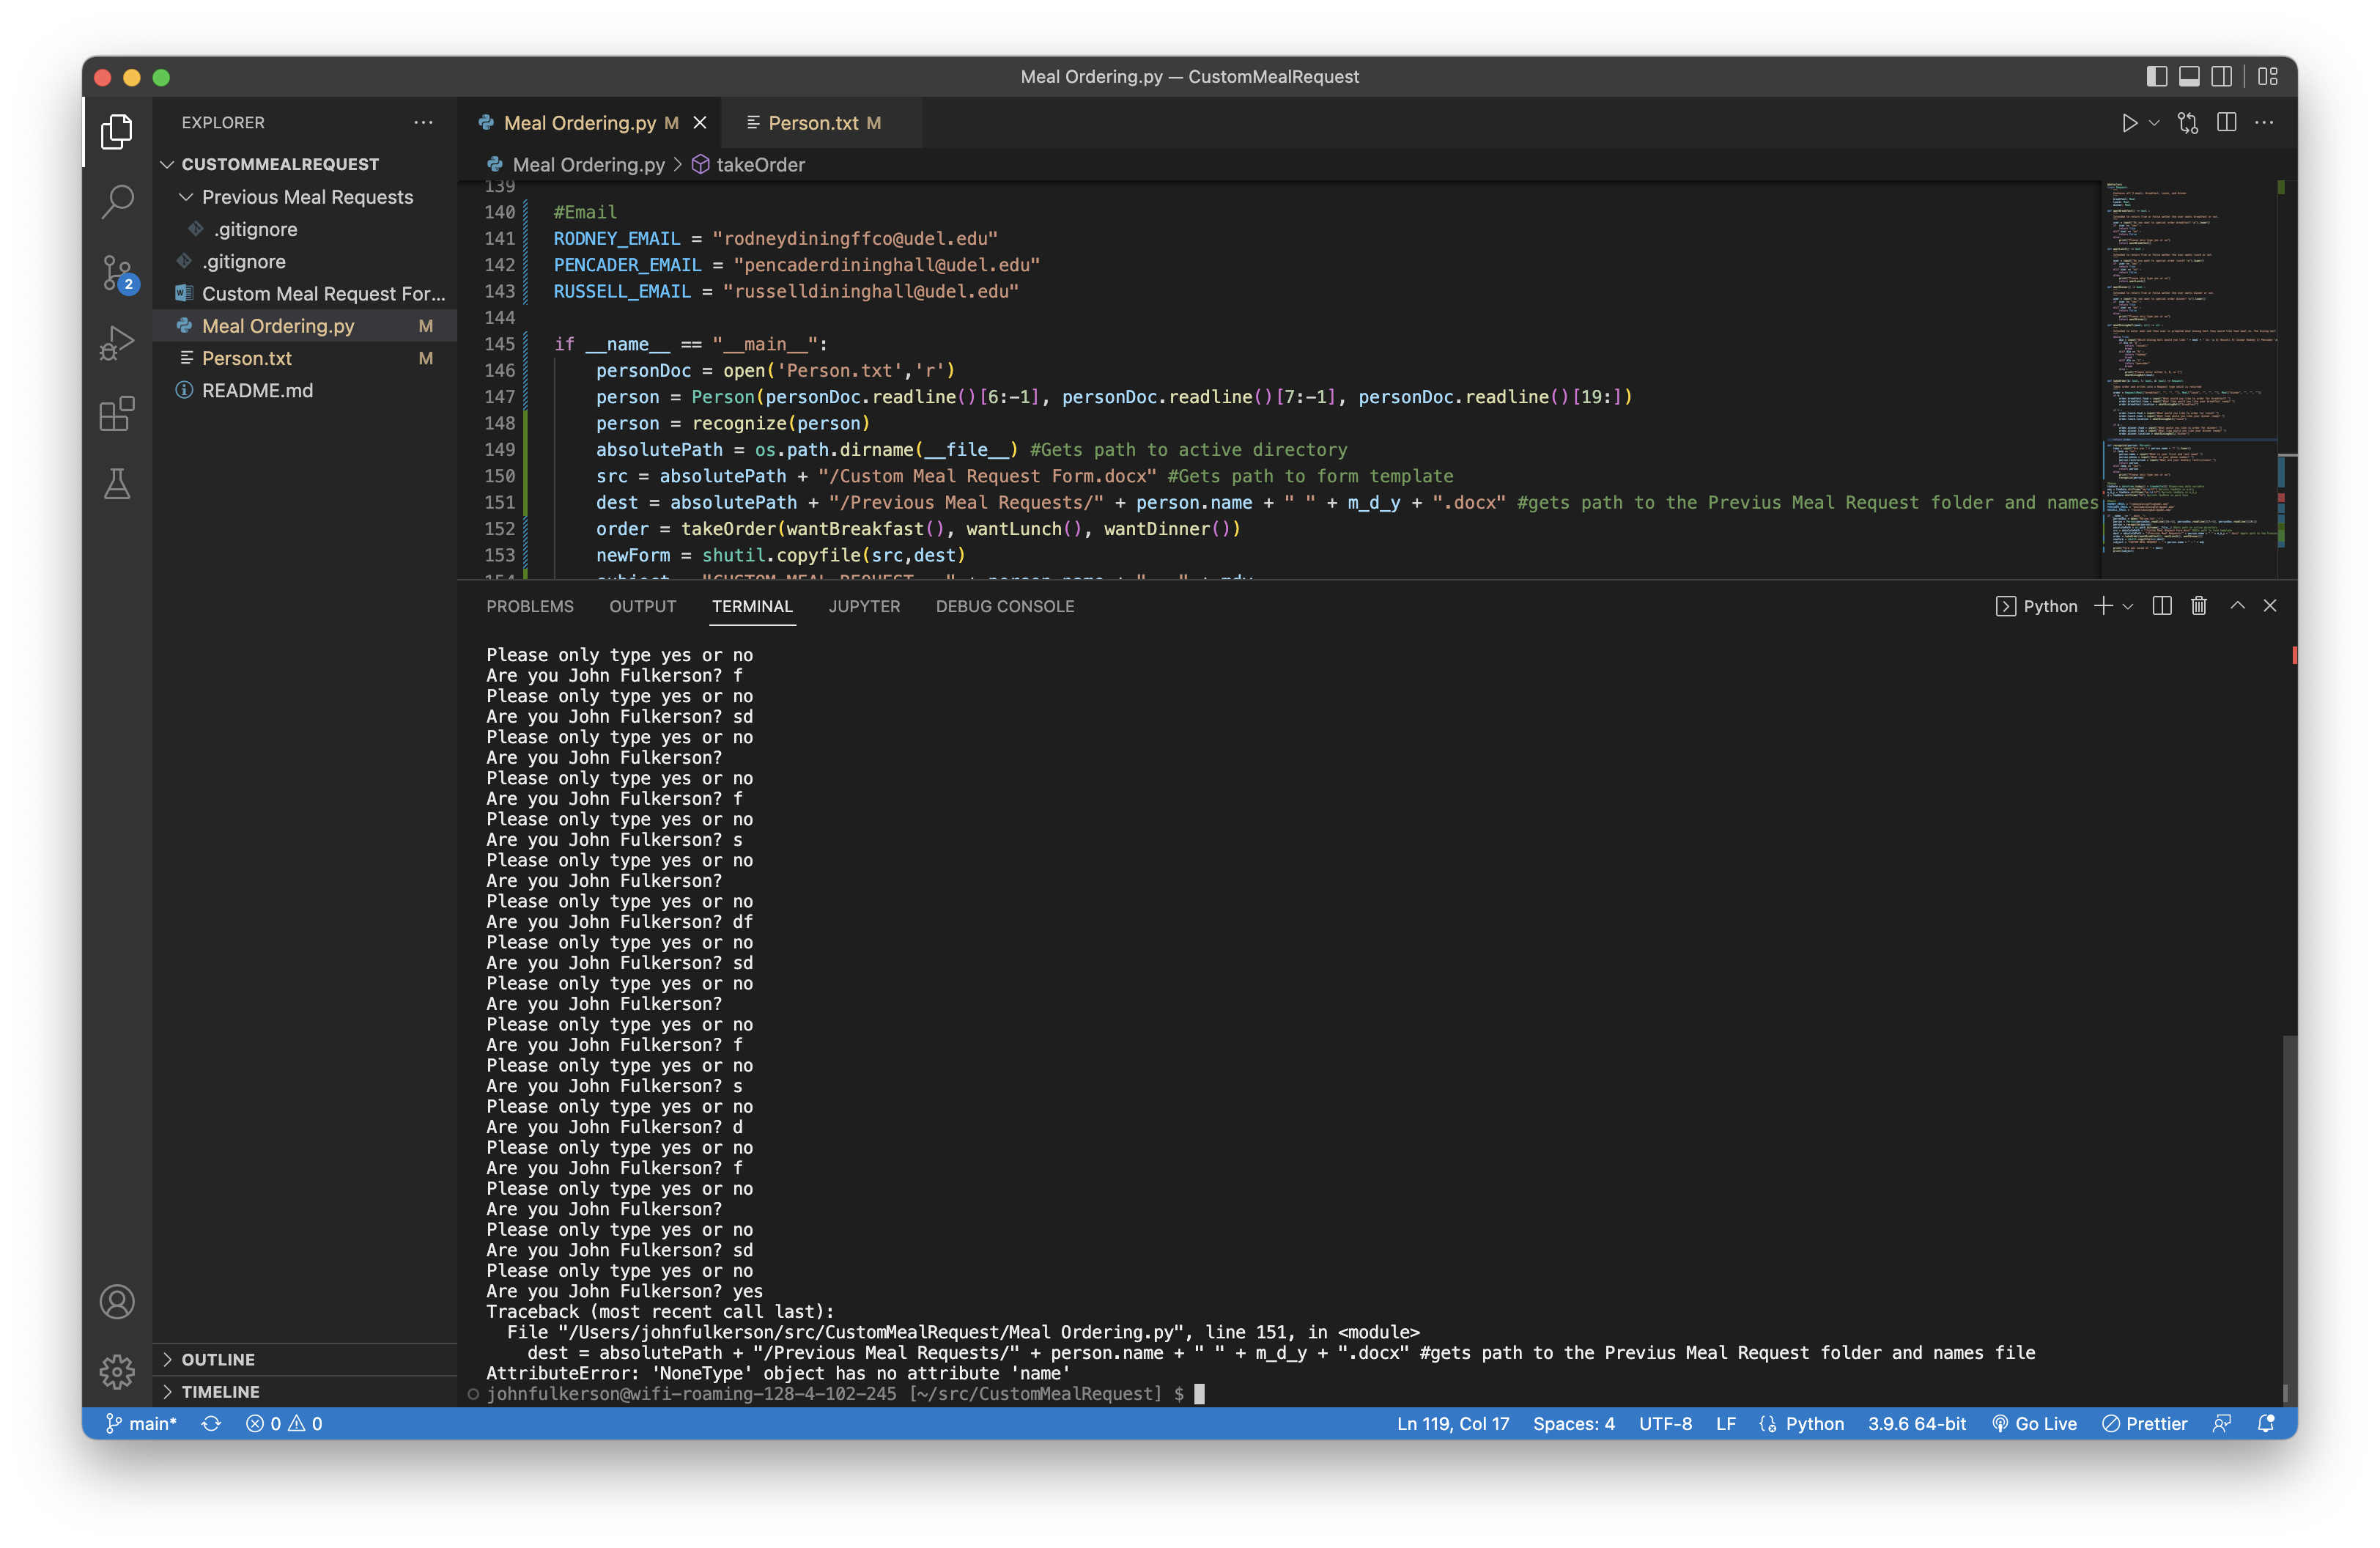 Meal Ordering.py — CustomMealRequest
EXPLORER
CUSTOMMEALREQUEST
Previous Meal Requests
.gitignore
.gitignore
Custom Meal Request For...
Meal Ordering.py M
Person.txt M
README.md
OUTLINE
TIMELINE
2
Meal Ordering.py M
Person.txt M
Meal Ordering.py > takeOrder
139
140 #Email
141 RODNEY_EMAIL = "rodneydiningffco@udel.edu"
142 PENCADER_EMAIL = "pencaderdininghall@udel.edu"
143 RUSSELL_EMAIL = "russelldininghall@udel.edu"
144
145 if __name__ == "__main__":
146 personDoc = open('Person.txt','r')
147 person = Person(personDoc.readline()[6:-1], personDoc.readline()[7:-1], personDoc.readline()[19:])
148 person = recognize(person)
149 absolutePath = os.path.dirname(__file__) #Gets path to active directory
150 src = absolutePath + "/Custom Meal Request Form.docx" #Gets path to form template
151 dest = absolutePath + "/Previous Meal Requests/" + person.name + " " + m_d_y + ".docx" #gets path to the Previus Meal Request folder and names
152 order = takeOrder(wantBreakfast(), wantLunch(), wantDinner())
153 newForm = shutil.copyfile(src,dest)
PROBLEMS OUTPUT TERMINAL JUPYTER DEBUG CONSOLE
Python
Please only type yes or no
Are you John Fulkerson? f
Please only type yes or no
Are you John Fulkerson? sd
Please only type yes or no
Are you John Fulkerson?
Please only type yes or no
Are you John Fulkerson? f
Please only type yes or no
Are you John Fulkerson? s
Please only type yes or no
Are you John Fulkerson?
Please only type yes or no
Are you John Fulkerson? df
Please only type yes or no
Are you John Fulkerson? sd
Please only type yes or no
Are you John Fulkerson?
Please only type yes or no
Are you John Fulkerson? f
Please only type yes or no
Are you John Fulkerson? s
Please only type yes or no
Are you John Fulkerson? d
Please only type yes or no
Are you John Fulkerson? f
Please only type yes or no
Are you John Fulkerson?
Please only type yes or no
Are you John Fulkerson? sd
Please only type yes or no
Are you John Fulkerson? yes
Traceback (most recent call last):
File "/Users/johnfulkerson/src/CustomMealRequest/Meal Ordering.py", line 151, in <module>
dest = absolutePath + "/Previous Meal Requests/" + person.name + " " + m_d_y + ".docx" #gets path to the Previus Meal Request folder and names file
AttributeError: 'NoneType' object has no attribute 'name'
johnfulkerson@wifi-roaming-128-4-102-245 [~/src/CustomMealRequest] $
main* 0 0 Ln 119, Col 17 Spaces: 4 UTF-8 LF Python 3.9.6 64-bit Go Live Prettier